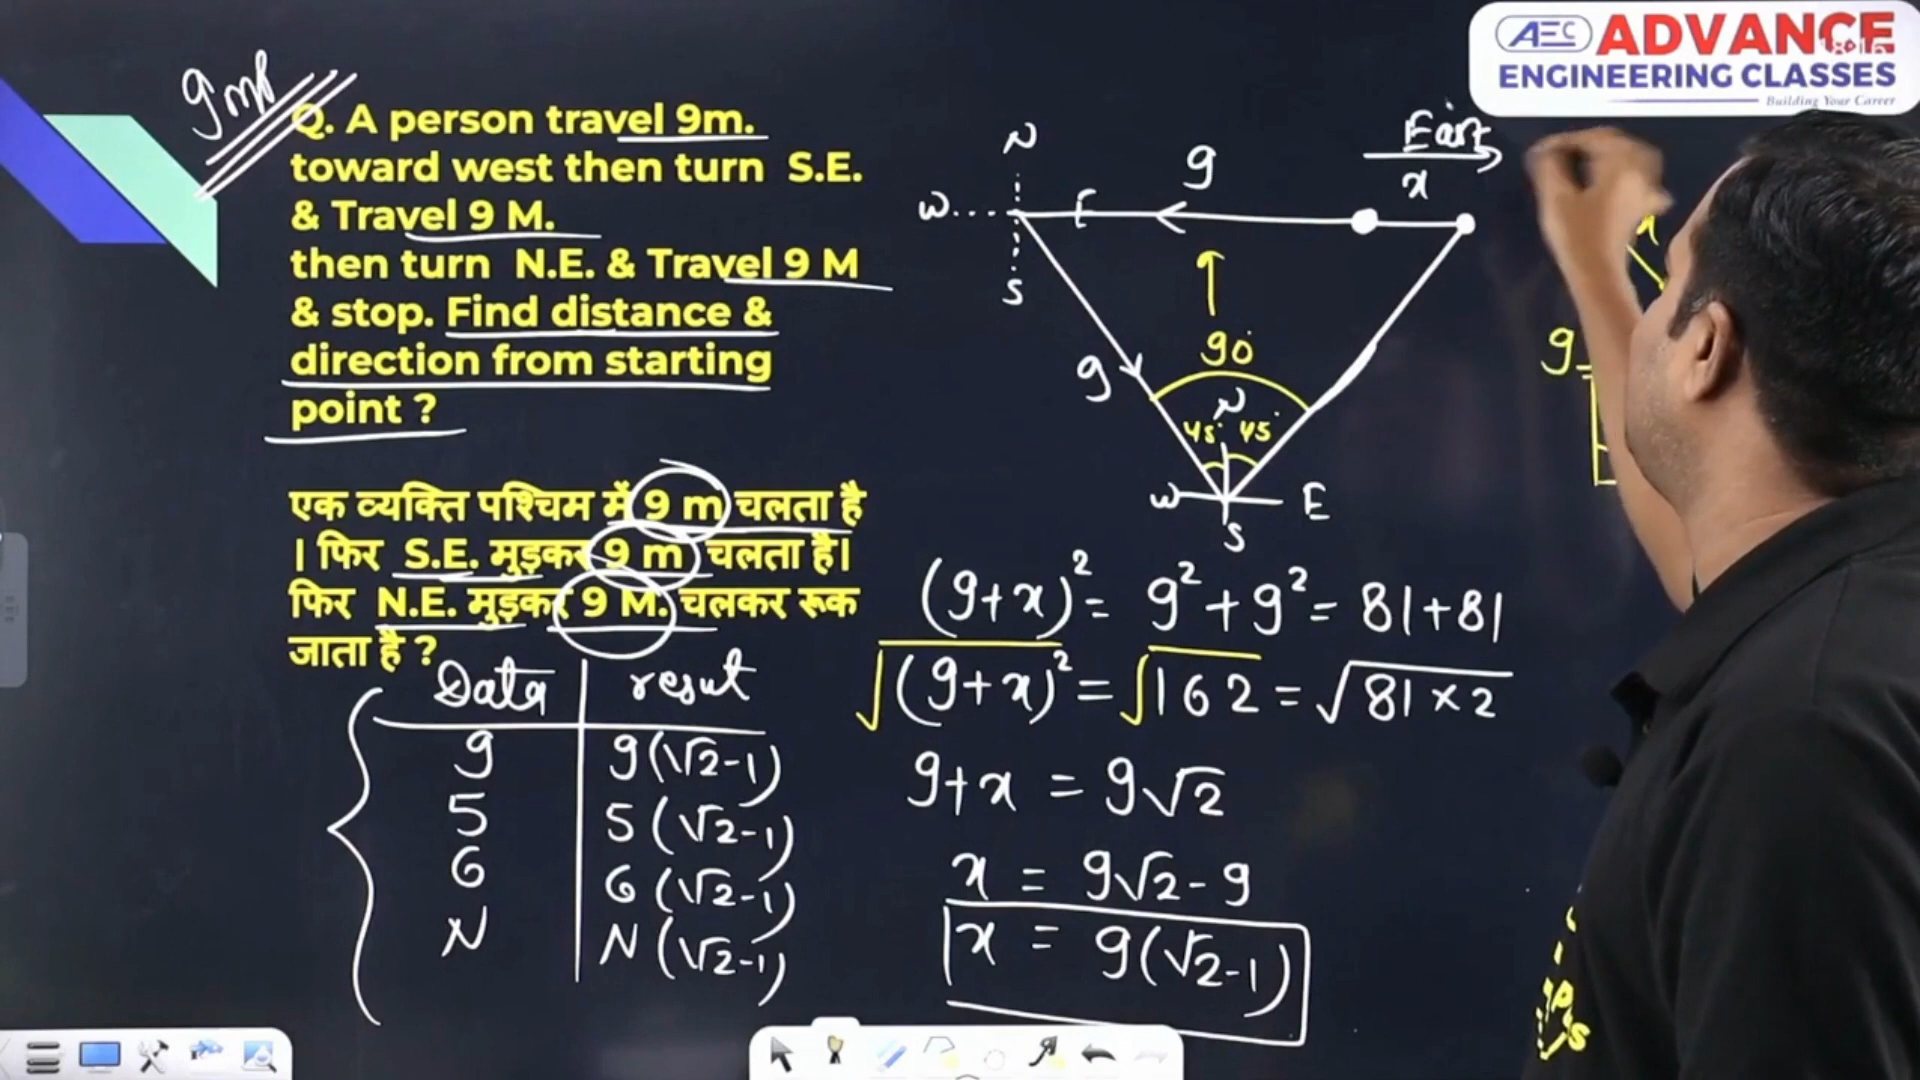 AEC ADVANCE
18:16
ENGINEERING CLASSES
Building Your Career
9 imp
Q. A person travel 9m.
toward west then turn S.E.
& Travel 9 M.
then turn N.E. & Travel 9 M
& stop. Find distance &
direction from starting
point ?
एक व्यक्ति पश्चिम में 9 m चलता है
। फिर S.E. मुड़कर 9 m चलता है।
फिर N.E. मुड़कर 9 M. चलकर रूक
जाता है ?
Data resut
9 9(√2-1)
5 5(√2-1)
6 6(√2-1)
N N(√2-1)
N
W E
S
9
East
x
9
90°
N
45° 45°
W E
S
(9+x)² = 9²+9² = 81+81
√(9+x)² = √162 = √81×2
9+x = 9√2
x = 9√2-9
x = 9(√2-1)
9